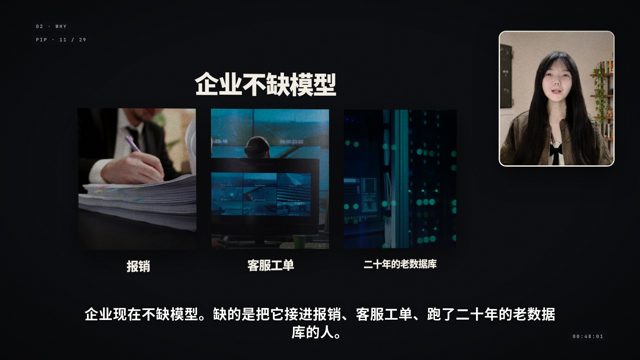 02 · WHY
PIP · 11 / 29
企业不缺模型
报销
客服工单
二十年的老数据库
企业现在不缺模型。缺的是把它接进报销、客服工单、跑了二十年的老数据
库的人。
00:48:01